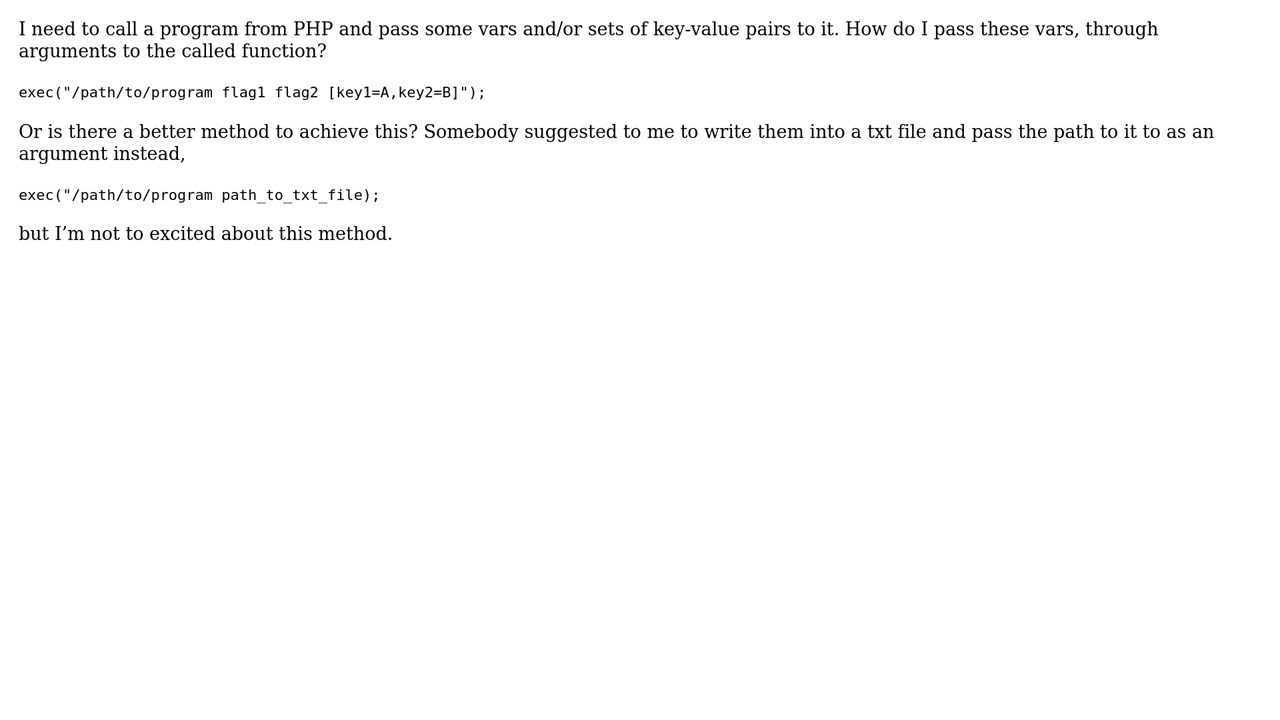 I need to call a program from PHP and pass some vars and/or sets of key-value pairs to it. How do I pass these vars, through
arguments to the called function?
exec("/path/to/program flag1 flag2 [key1=A,key2=B]");
Or is there a better method to achieve this? Somebody suggested to me to write them into a txt file and pass the path to it to as an
argument instead,
exec("/path/to/program path_to_txt_file);
but I’m not to excited about this method.